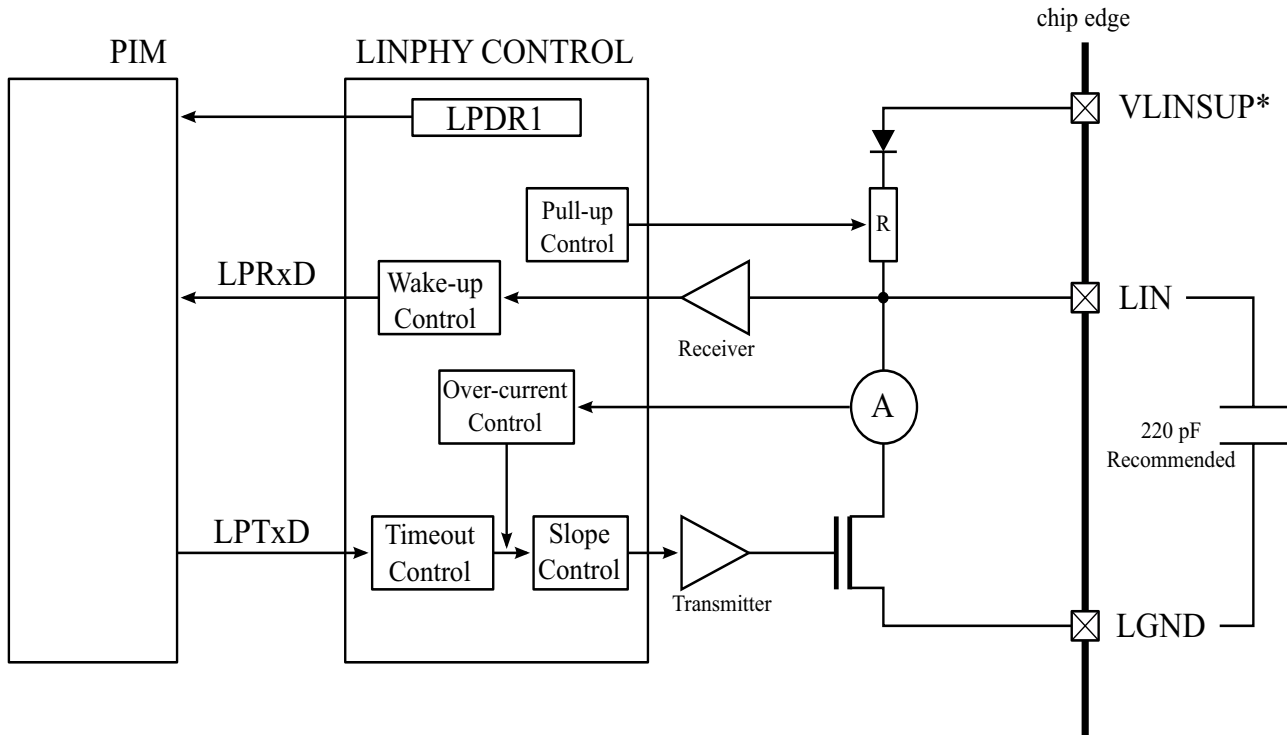 chip edge
PIM
LINPHY CONTROL
VLINSUP*
LPDR1
Pull-up
Control
R
LPRxD
Wake-up
Control
Receiver
LIN
Over-current
Control
A
220 pF
Recommended
LPTxD
Timeout
Control
Slope
Control
Transmitter
LGND